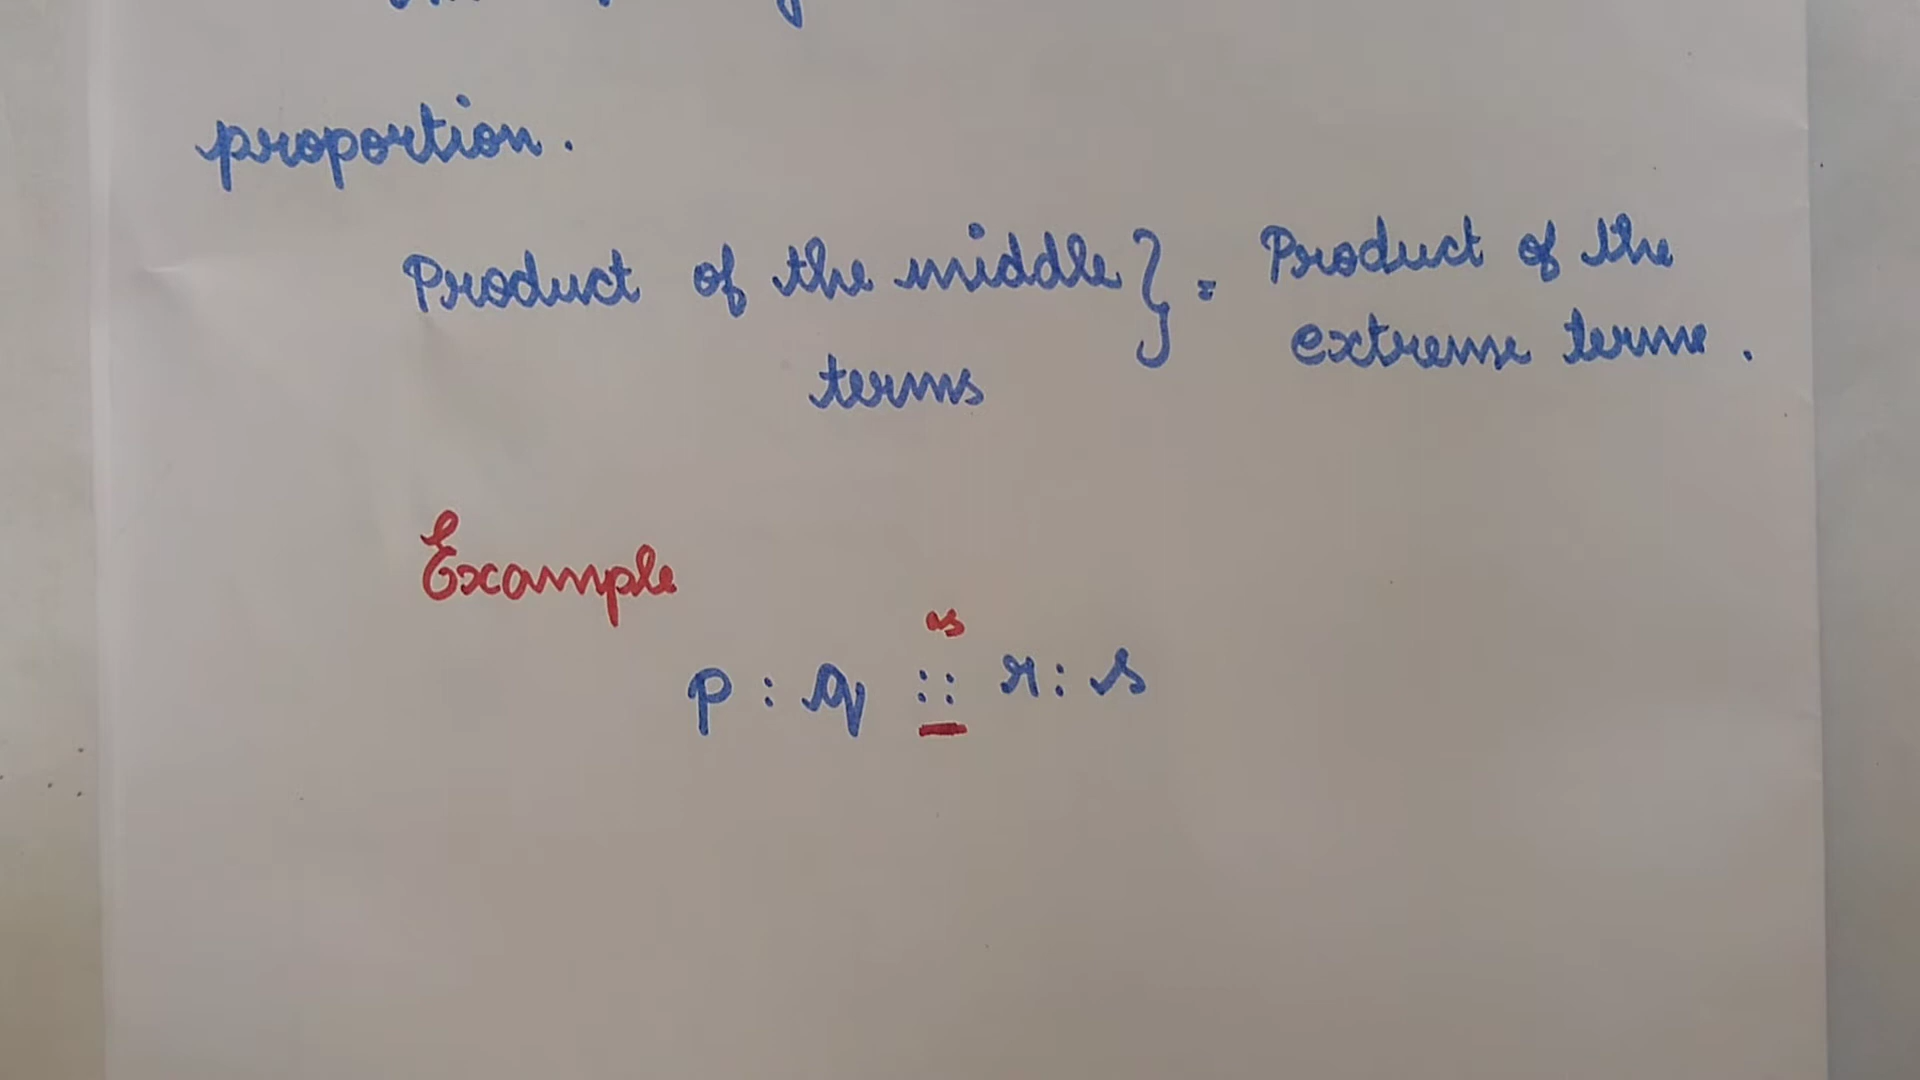 proportion.
Product of the middle } = Product of the
terms extreme terms.
Example
as
p : q :: r : s